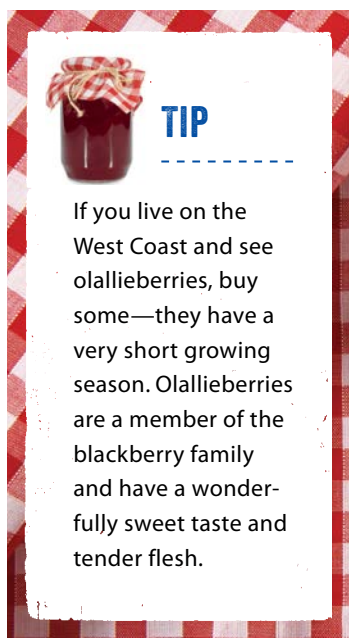 TIP
If you live on the
West Coast and see
olallieberries, buy
some—they have a
very short growing
season. Olallieberries
are a member of the
blackberry family
and have a wonder-
fully sweet taste and
tender flesh.